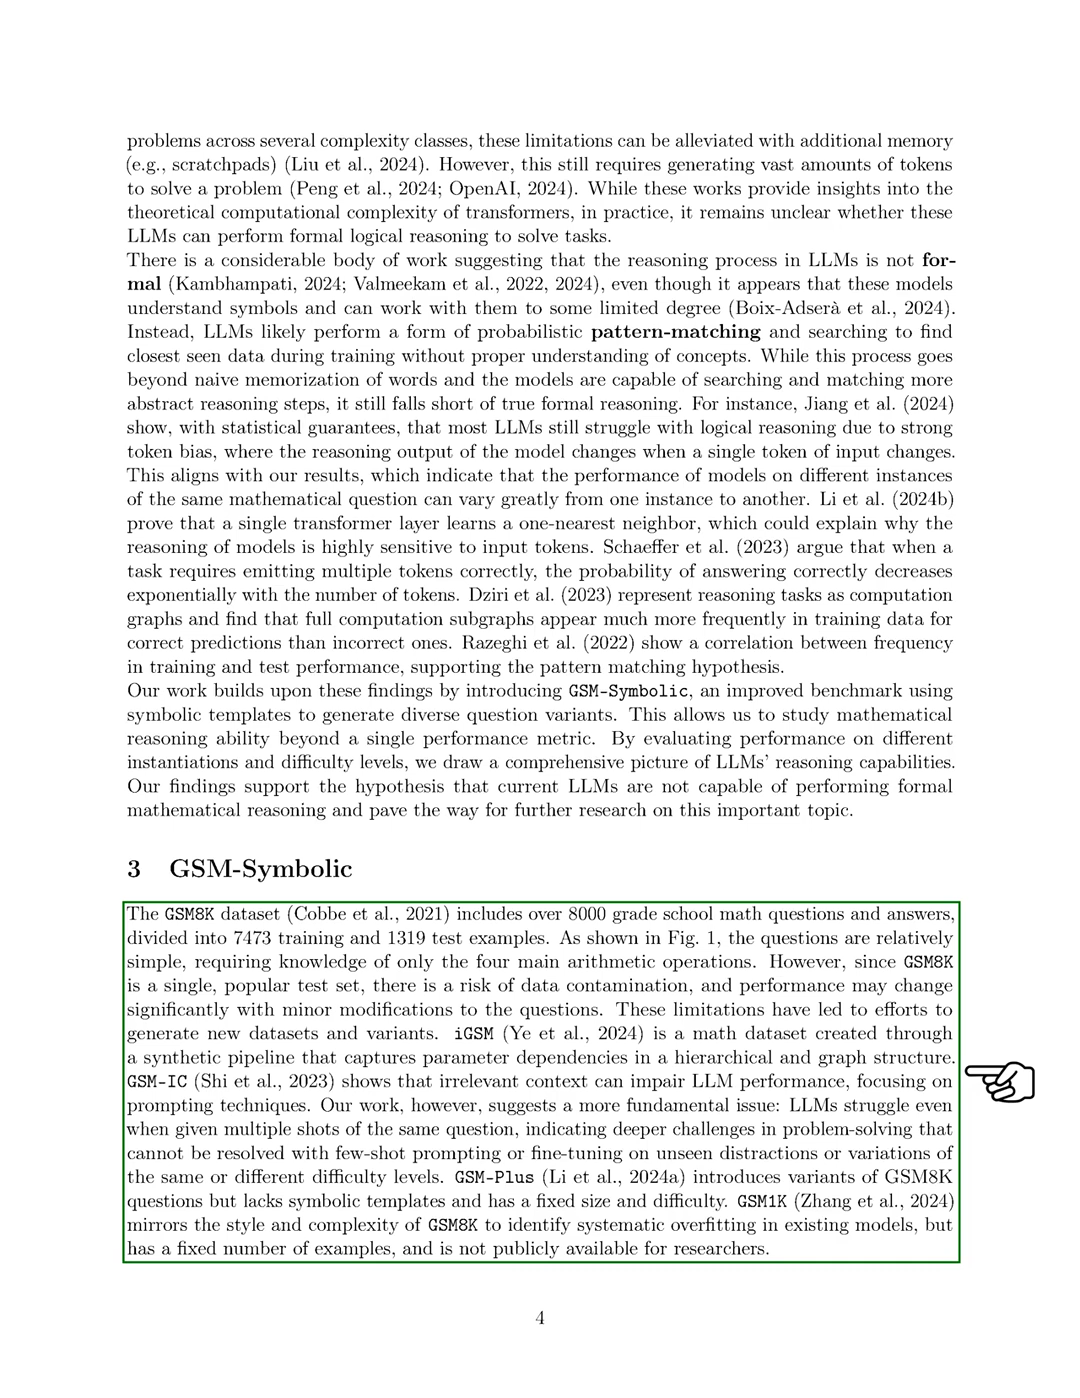 problems across several complexity classes, these limitations can be alleviated with additional memory
(e.g., scratchpads) (Liu et al., 2024). However, this still requires generating vast amounts of tokens
to solve a problem (Peng et al., 2024; OpenAI, 2024). While these works provide insights into the
theoretical computational complexity of transformers, in practice, it remains unclear whether these
LLMs can perform formal logical reasoning to solve tasks.
There is a considerable body of work suggesting that the reasoning process in LLMs is not for-
mal (Kambhampati, 2024; Valmeekam et al., 2022, 2024), even though it appears that these models
understand symbols and can work with them to some limited degree (Boix-Adserà et al., 2024).
Instead, LLMs likely perform a form of probabilistic pattern-matching and searching to find
closest seen data during training without proper understanding of concepts. While this process goes
beyond naive memorization of words and the models are capable of searching and matching more
abstract reasoning steps, it still falls short of true formal reasoning. For instance, Jiang et al. (2024)
show, with statistical guarantees, that most LLMs still struggle with logical reasoning due to strong
token bias, where the reasoning output of the model changes when a single token of input changes.
This aligns with our results, which indicate that the performance of models on different instances
of the same mathematical question can vary greatly from one instance to another. Li et al. (2024b)
prove that a single transformer layer learns a one-nearest neighbor, which could explain why the
reasoning of models is highly sensitive to input tokens. Schaeffer et al. (2023) argue that when a
task requires emitting multiple tokens correctly, the probability of answering correctly decreases
exponentially with the number of tokens. Dziri et al. (2023) represent reasoning tasks as computation
graphs and find that full computation subgraphs appear much more frequently in training data for
correct predictions than incorrect ones. Razeghi et al. (2022) show a correlation between frequency
in training and test performance, supporting the pattern matching hypothesis.
Our work builds upon these findings by introducing GSM-Symbolic, an improved benchmark using
symbolic templates to generate diverse question variants. This allows us to study mathematical
reasoning ability beyond a single performance metric. By evaluating performance on different
instantiations and difficulty levels, we draw a comprehensive picture of LLMs' reasoning capabilities.
Our findings support the hypothesis that current LLMs are not capable of performing formal
mathematical reasoning and pave the way for further research on this important topic.
3 GSM-Symbolic
The GSM8K dataset (Cobbe et al., 2021) includes over 8000 grade school math questions and answers,
divided into 7473 training and 1319 test examples. As shown in Fig. 1, the questions are relatively
simple, requiring knowledge of only the four main arithmetic operations. However, since GSM8K
is a single, popular test set, there is a risk of data contamination, and performance may change
significantly with minor modifications to the questions. These limitations have led to efforts to
generate new datasets and variants. iGSM (Ye et al., 2024) is a math dataset created through
a synthetic pipeline that captures parameter dependencies in a hierarchical and graph structure.
GSM-IC (Shi et al., 2023) shows that irrelevant context can impair LLM performance, focusing on
prompting techniques. Our work, however, suggests a more fundamental issue: LLMs struggle even
when given multiple shots of the same question, indicating deeper challenges in problem-solving that
cannot be resolved with few-shot prompting or fine-tuning on unseen distractions or variations of
the same or different difficulty levels. GSM-Plus (Li et al., 2024a) introduces variants of GSM8K
questions but lacks symbolic templates and has a fixed size and difficulty. GSM1K (Zhang et al., 2024)
mirrors the style and complexity of GSM8K to identify systematic overfitting in existing models, but
has a fixed number of examples, and is not publicly available for researchers.
4